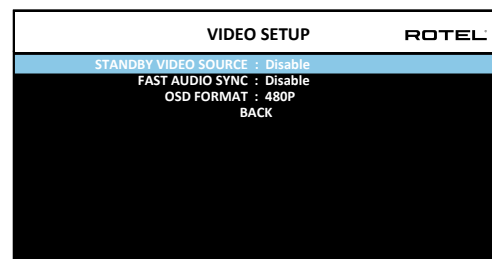 VIDEO SETUP
ROTEL
STANDBY VIDEO SOURCE : Disable
FAST AUDIO SYNC : Disable
OSD FORMAT : 480P
BACK